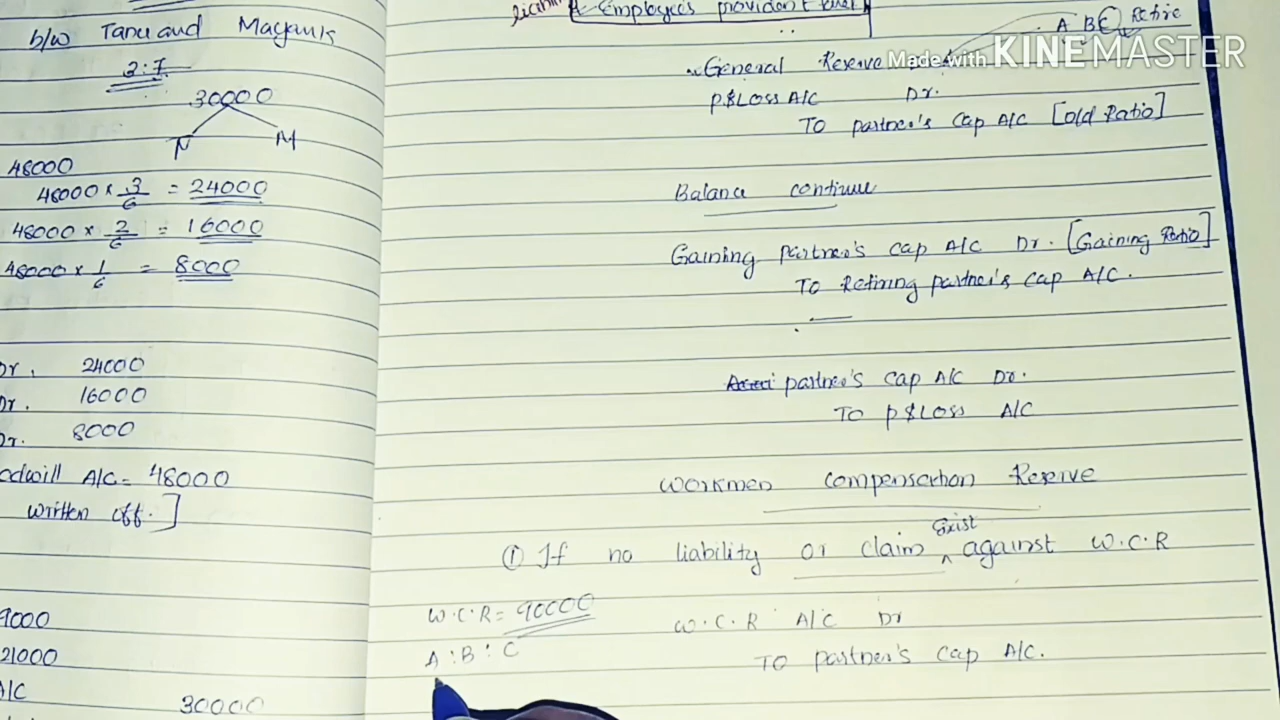 b/w Tanu and Mayank
3:7
30000
N M
48000
48000 × 3/6 = 24000
48000 × 2/6 = 16000
48000 × 1/6 = 8000
Dr. 24000
Dr. 16000
Dr. 8000
odwill A/C = 48000
written off.]
9000
21000
A/C 30000
Employee's provident
A B C Retire
Made with KINEMASTER
General Reserve
P&Loss A/C Dr.
To partner's cap A/C [old Ratio]
Balance continue
Gaining partner's cap A/C Dr. [Gaining Ratio]
To Retiring partner's cap A/C.
partner's cap A/C Dr.
To P&Loss A/C
Workmen compensation Reserve
① If no liability or claim Exist against W.C.R
W.C.R = 90000
A : B : C
W.C.R A/C Dr
To partner's cap A/C.